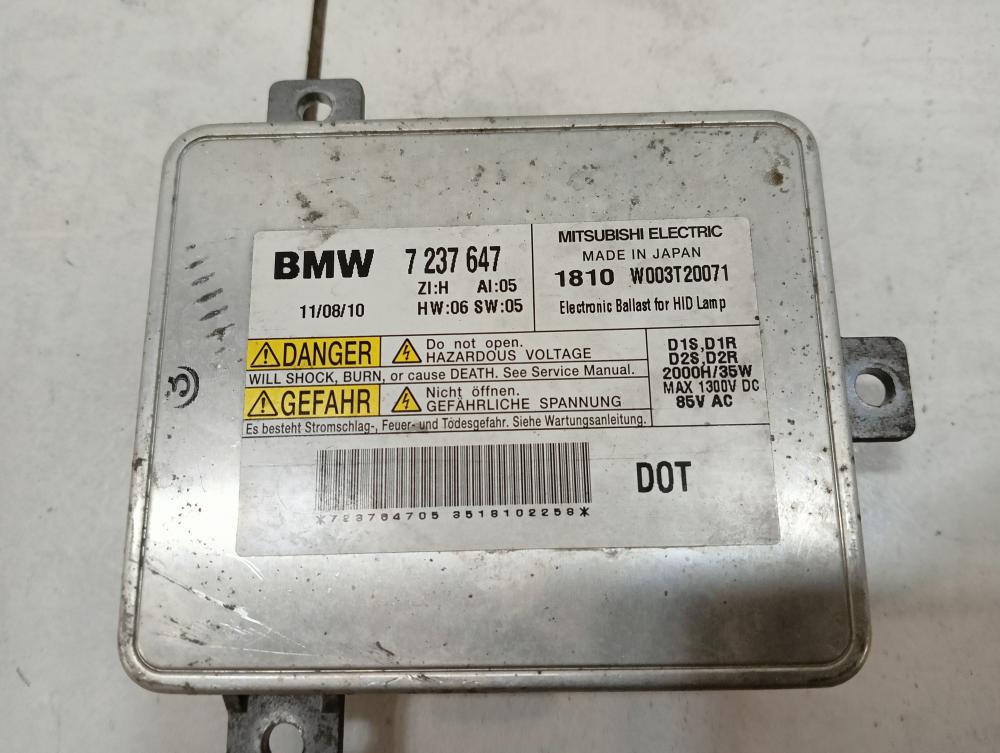 BMW 7 237 647
ZI:H AI:05
11/08/10 HW:06 SW:05
MITSUBISHI ELECTRIC
MADE IN JAPAN
1810 W003T20071
Electronic Ballast for HID Lamp
DANGER
Do not open.
HAZARDOUS VOLTAGE
WILL SHOCK, BURN, or cause DEATH. See Service Manual.
GEFAHR
Nicht öffnen.
GEFÄHRLICHE SPANNUNG
Es besteht Stromschlag-, Feuer- und Todesgefahr. Siehe Wartungsanleitung.
D1S,D1R
D2S,D2R
2000H/35W
MAX 1300V DC
85V AC
*723764705 3518102258*
DOT